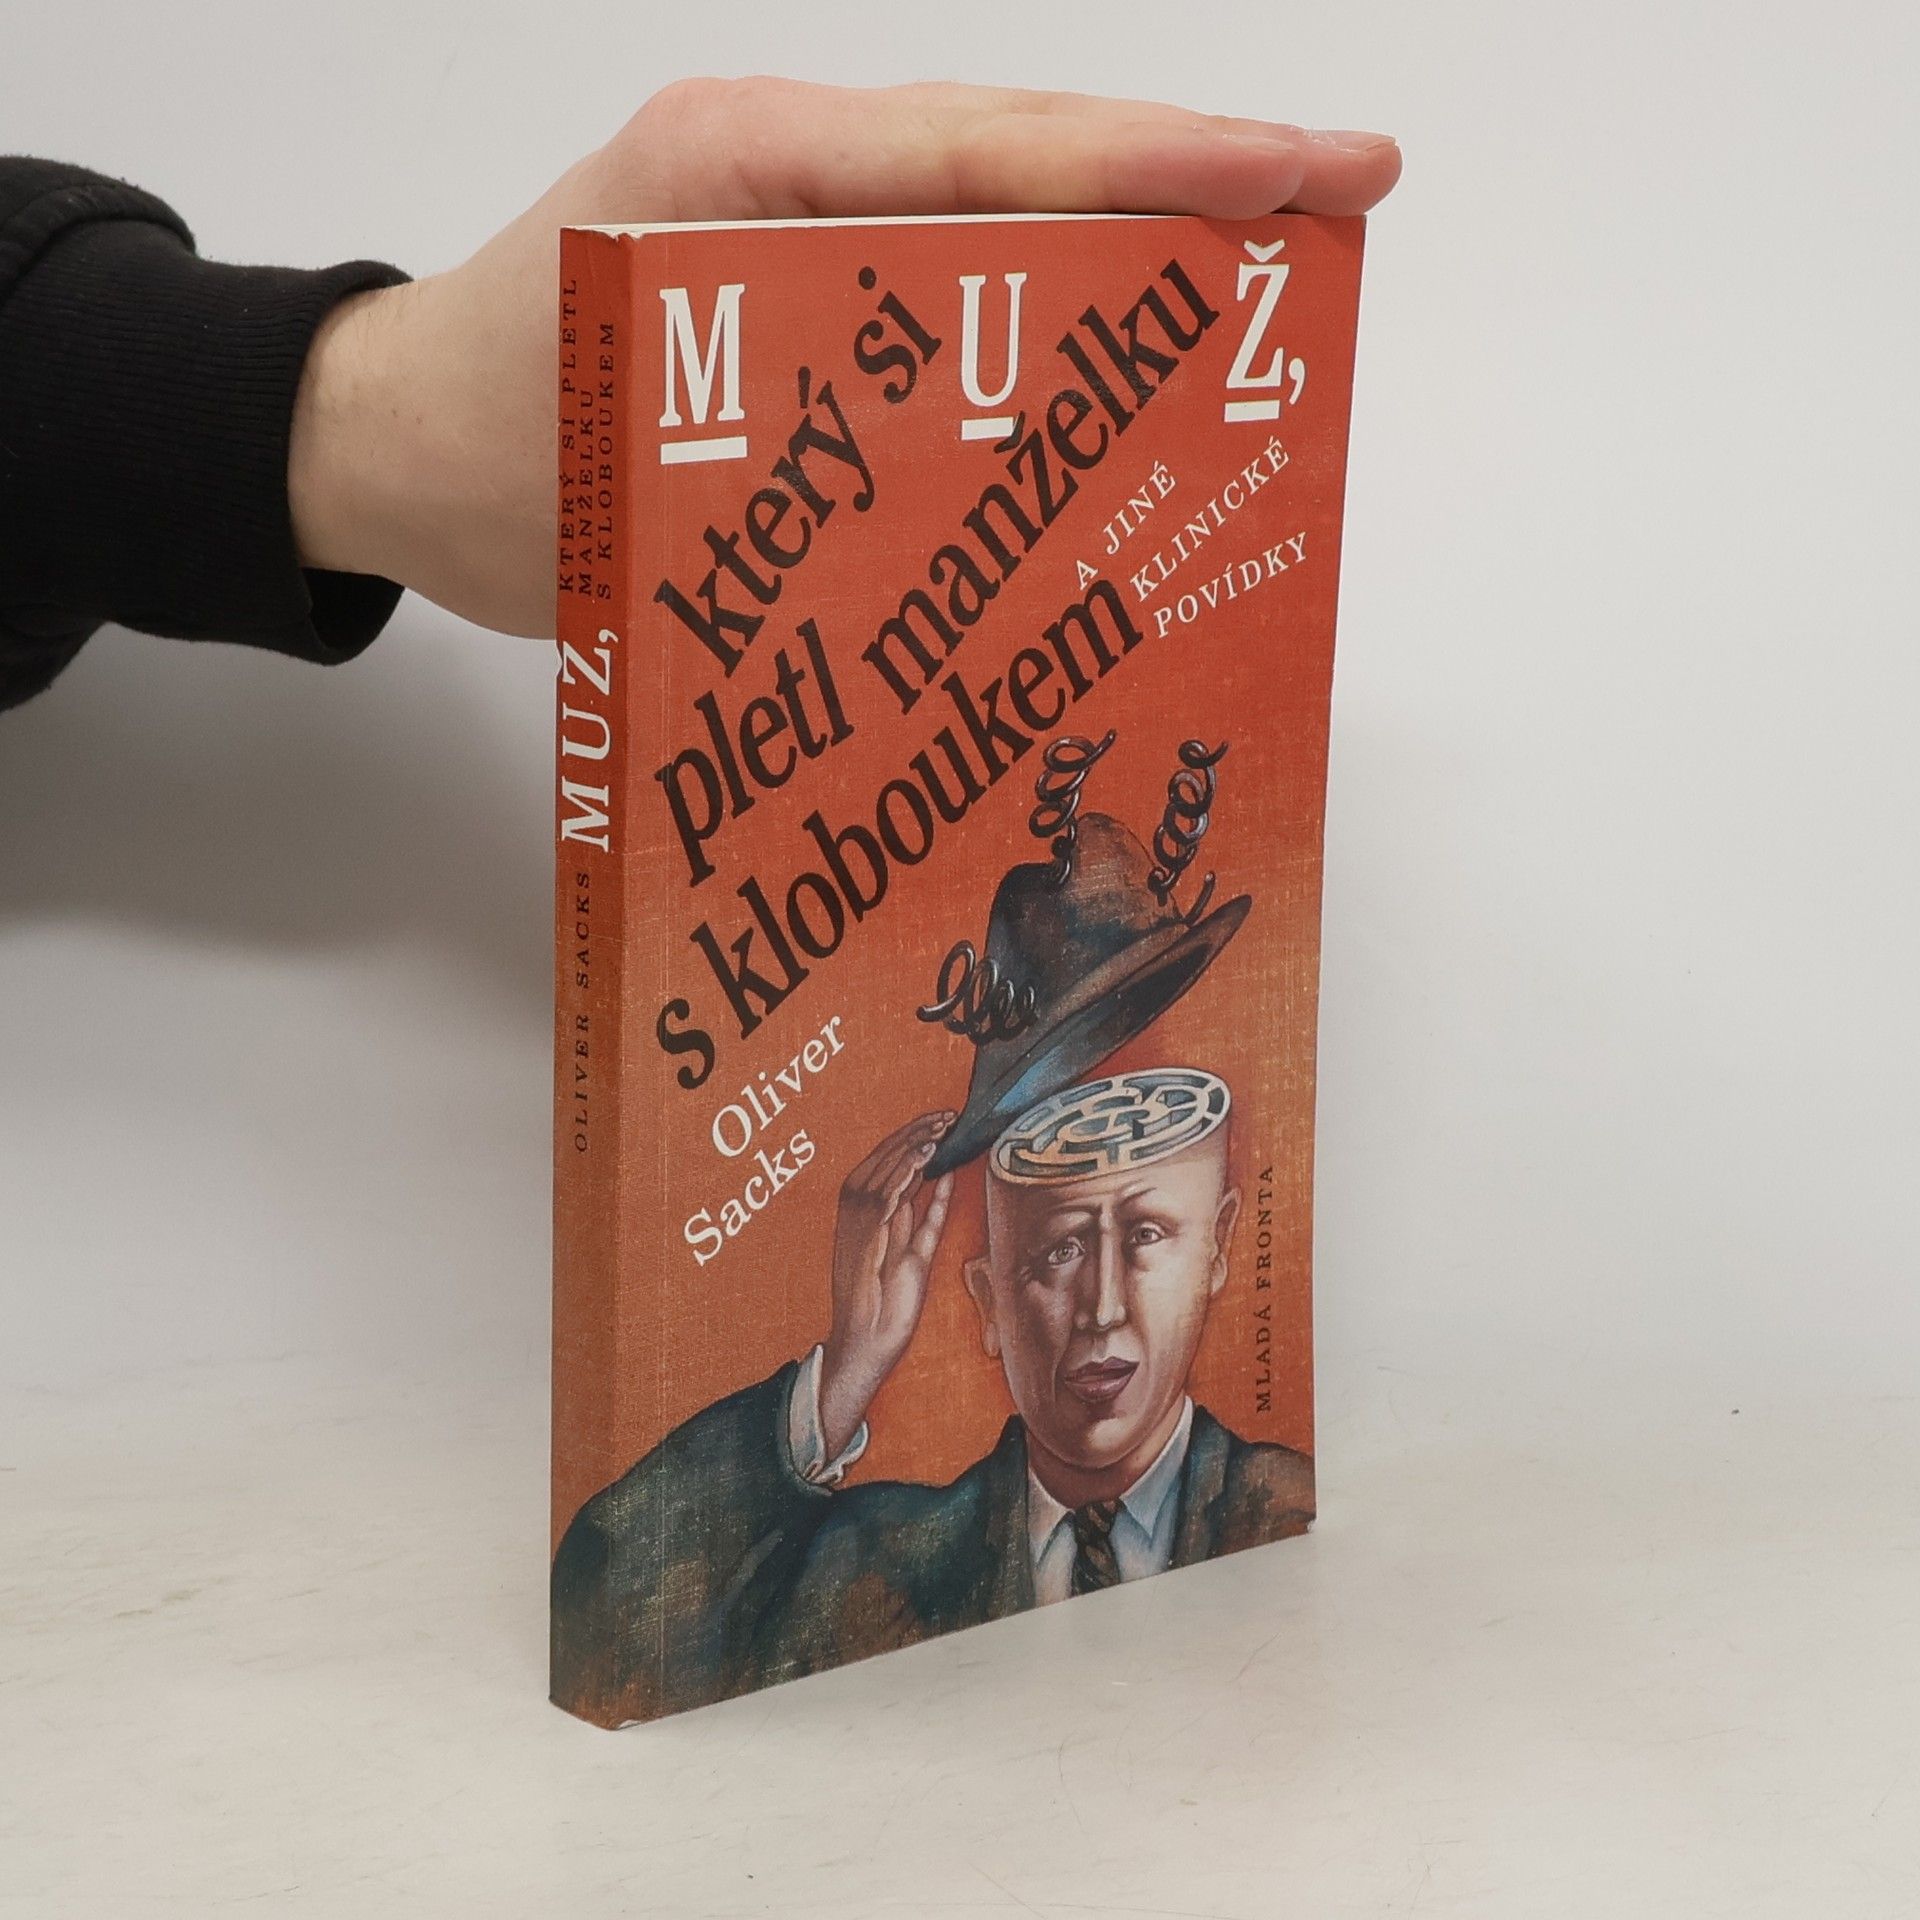 MUŽ,
který si
pletl manželku
s kloboukem
A JINÉ
KLINICKÉ
POVÍDKY
Oliver
Sacks
MLADÁ FRONTA
OLIVER SACKS MUŽ, KTERÝ SI PLETL
MANŽELKU
S KLOBOUKEM